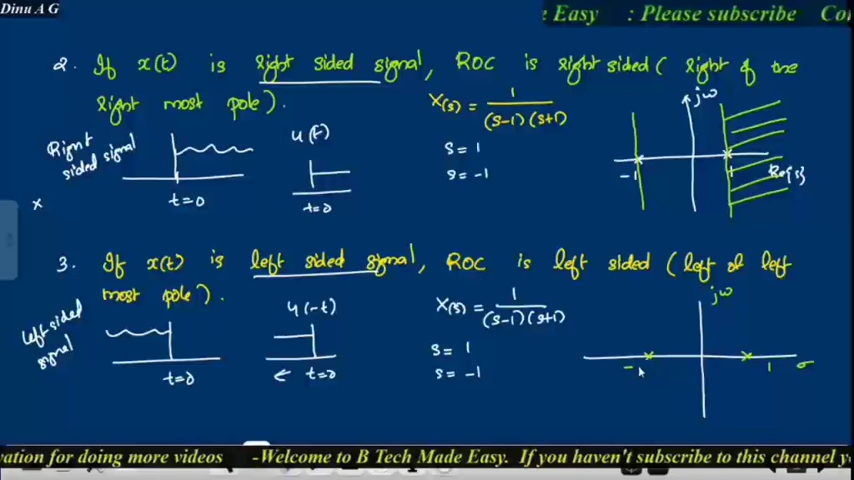 Dinu A G
Easy : Please subscribe Con
2. If x(t) is right sided signal, ROC is right sided ( right of the
right most pole).
X(s) = 1 / (s-1)(s+1)
jω
Right
sided signal
u(t)
s = 1
s = -1
-1
1
Re{s}
t=0
t=0
x
3. If x(t) is left sided signal, ROC is left sided (left of left
most pole).
jω
Left sided
signal
u(-t)
X(s) = 1 / (s-1)(s+1)
s = 1
s = -1
t=0
← t=0
-
1
σ
vation for doing more videos -Welcome to B Tech Made Easy. If you haven't subscribe to this channel y